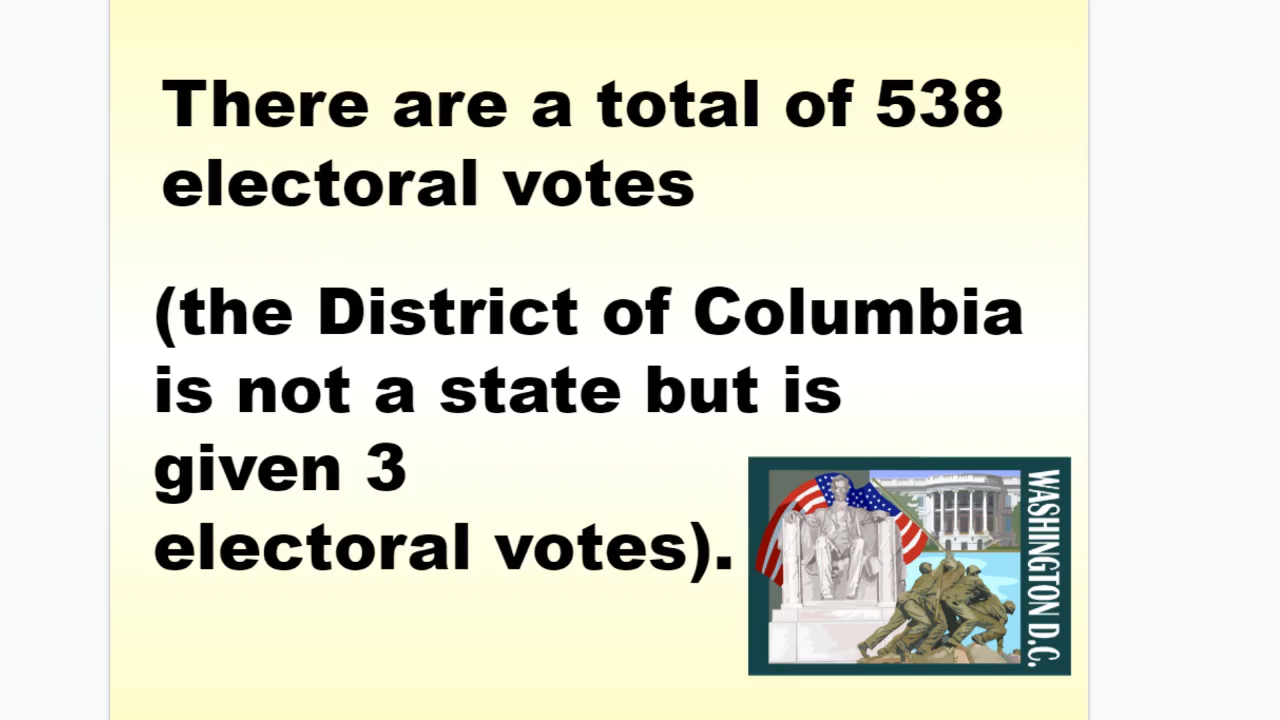 There are a total of 538
electoral votes
(the District of Columbia
is not a state but is
given 3
electoral votes).
WASHINGTON D.C.